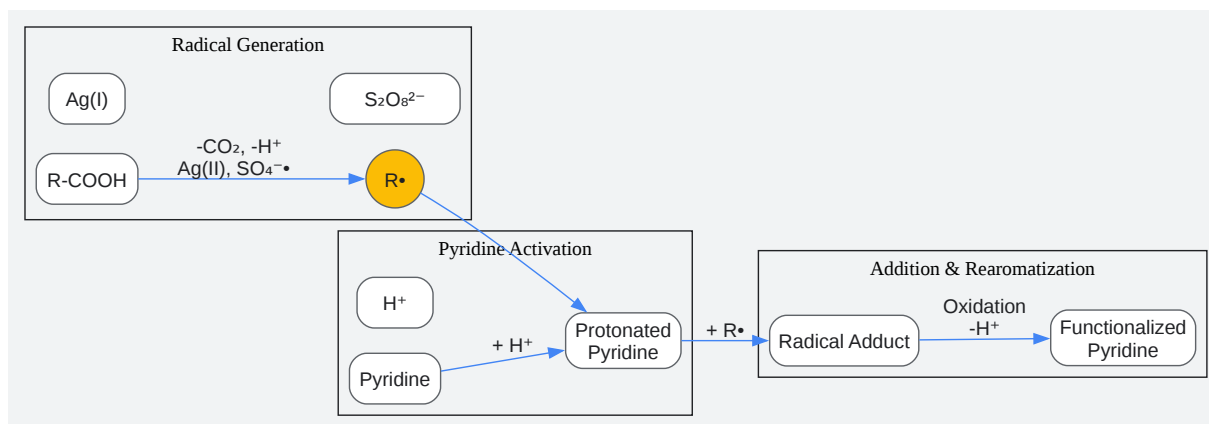 Radical Generation
Ag(I)
S₂O₈²⁻
-CO₂, -H⁺
Ag(II), SO₄⁻•
R-COOH
R•
Pyridine Activation
H⁺
+ H⁺
Pyridine
Protonated
Pyridine
+ R•
Addition & Rearomatization
Radical Adduct
Oxidation
-H⁺
Functionalized
Pyridine